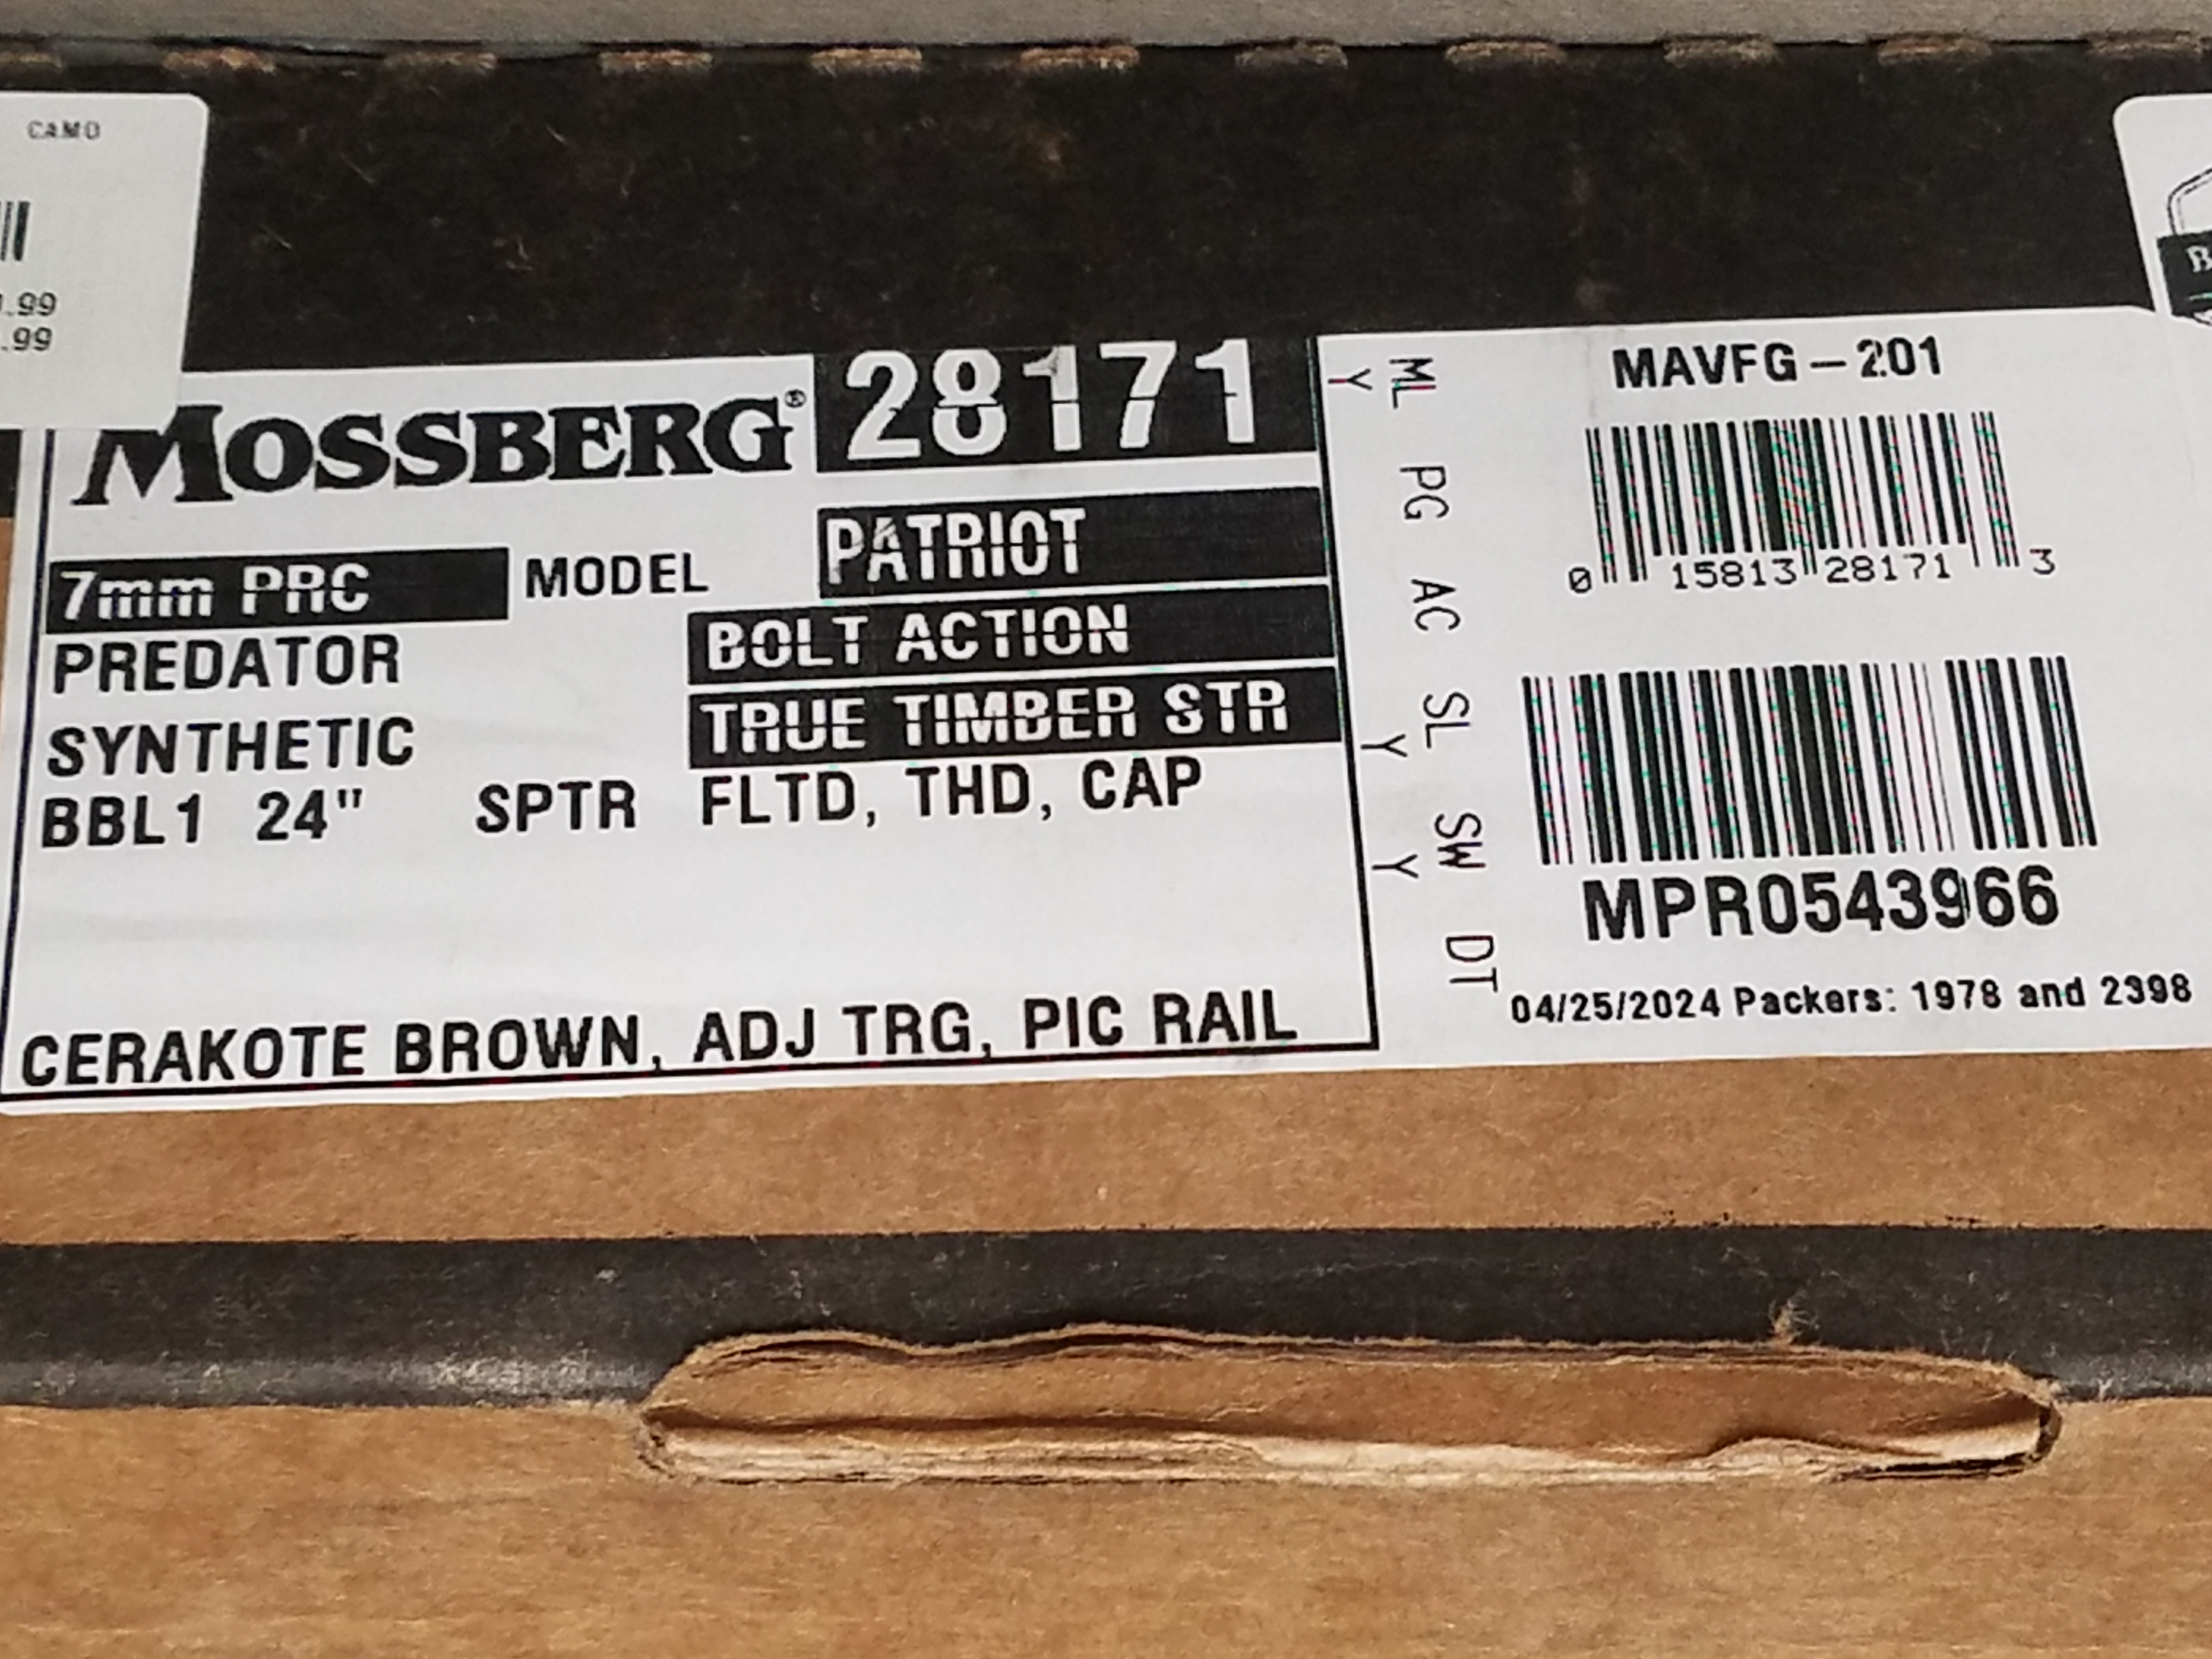 CAMO
.99
.99
MOSSBERG®
28171
7mm PRC
MODEL
PATRIOT
PREDATOR
BOLT ACTION
SYNTHETIC
TRUE TIMBER STR
BBL1 24" SPTR FLTD, THD, CAP
CERAKOTE BROWN, ADJ TRG, PIC RAIL
ML PG AC SL SW DT
Y Y Y
MAVFG-201
0 15813 28171 3
MPR0543966
04/25/2024 Packers: 1978 and 2398